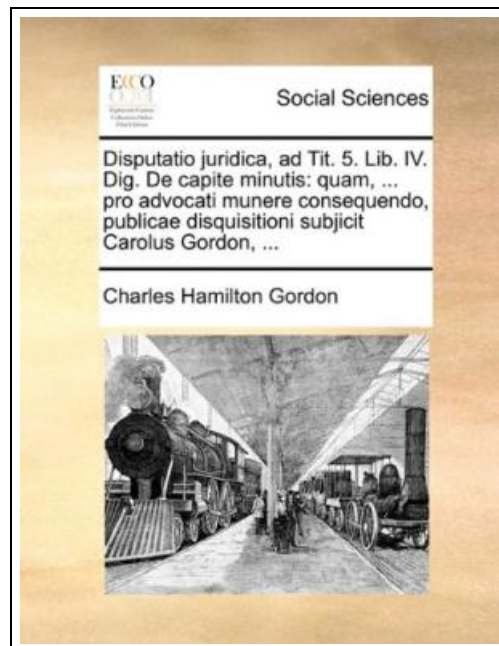 ECCO
Social Sciences
Disputatio juridica, ad Tit. 5. Lib. IV.
Dig. De capite minutis: quam, ...
pro advocati munere consequendo,
publicae disquisitioni subjicit
Carolus Gordon, ...
Charles Hamilton Gordon